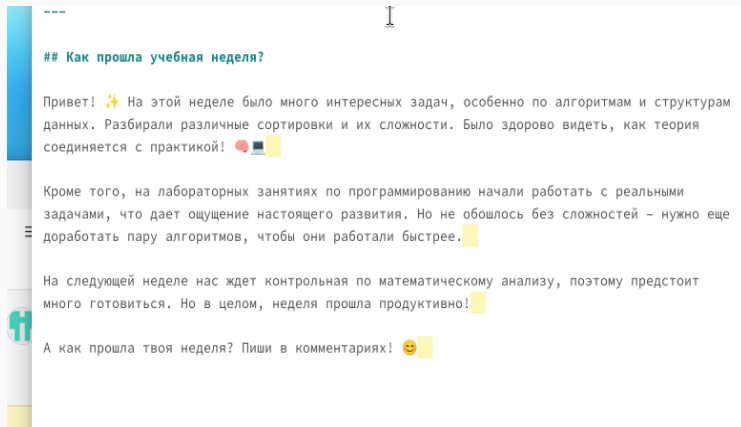 ---
## Как прошла учебная неделя?
Привет! ✨ На этой неделе было много интересных задач, особенно по алгоритмам и структурам
данных. Разбирали различные сортировки и их сложности. Было здорово видеть, как теория
соединяется с практикой! 🧠💻
Кроме того, на лабораторных занятиях по программированию начали работать с реальными
задачами, что дает ощущение настоящего развития. Но не обошлось без сложностей – нужно еще
доработать пару алгоритмов, чтобы они работали быстрее.
На следующей неделе нас ждет контрольная по математическому анализу, поэтому предстоит
много готовиться. Но в целом, неделя прошла продуктивно!
А как прошла твоя неделя? Пиши в комментариях! 😊